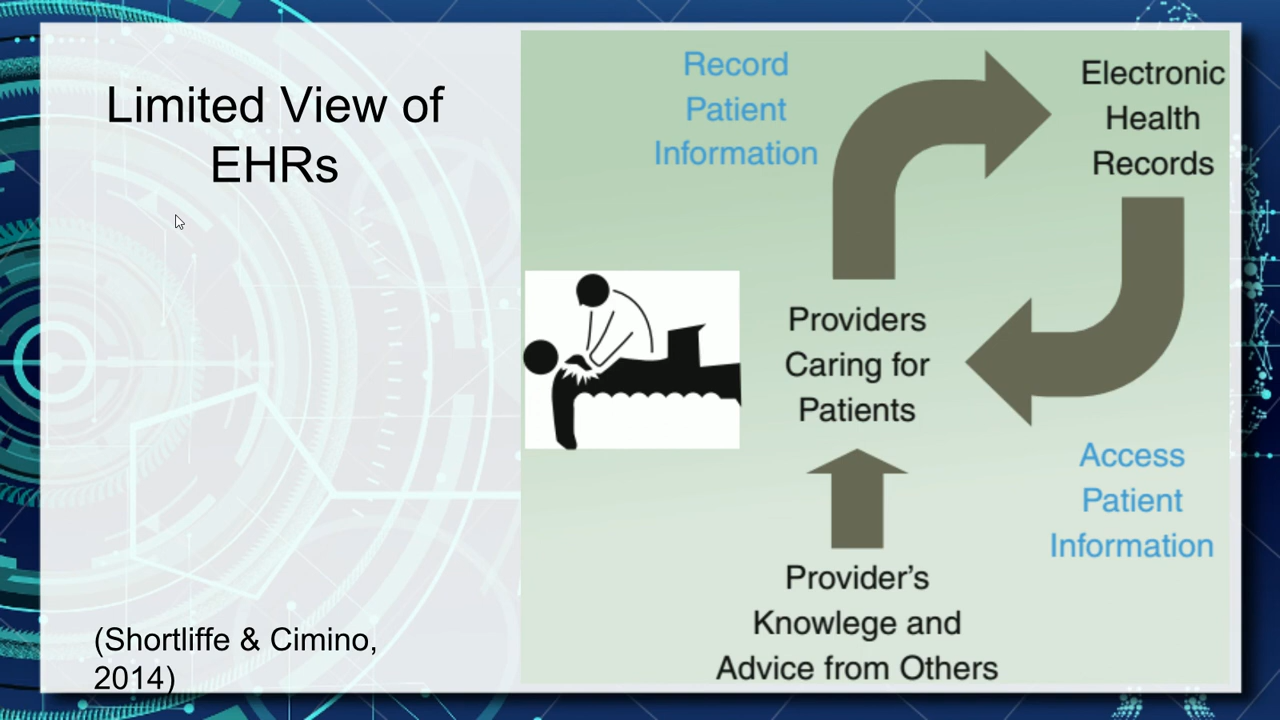 Limited View of
EHRs
(Shortliffe & Cimino,
2014)
Record
Patient
Information
Electronic
Health
Records
Providers
Caring for
Patients
Access
Patient
Information
Provider’s
Knowlege and
Advice from Others